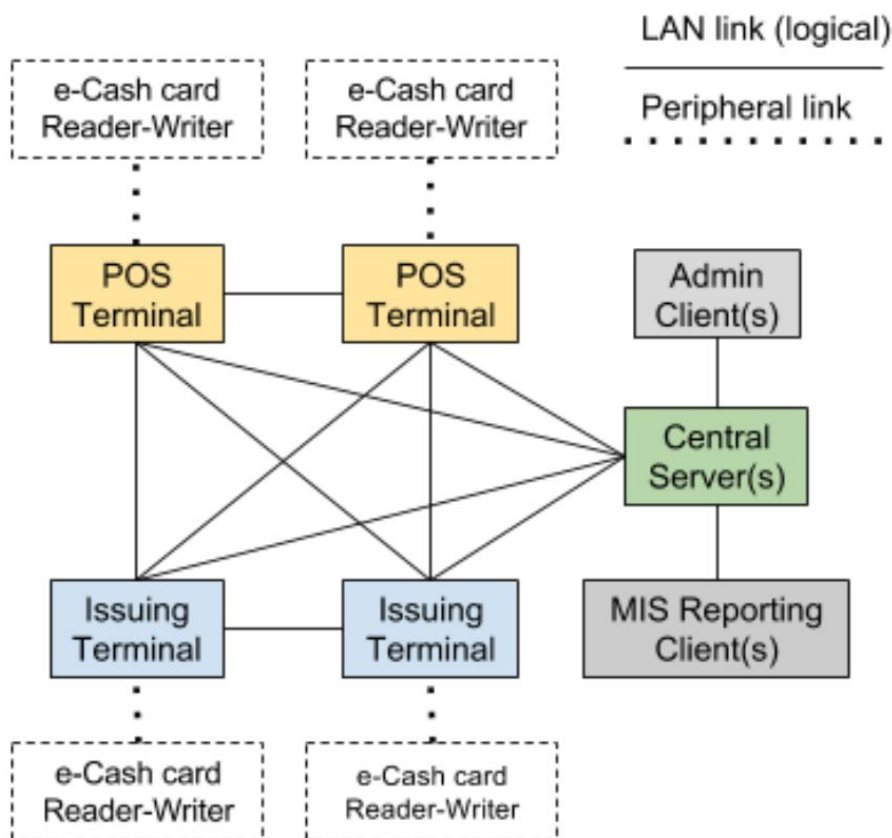 LAN link (logical)
e-Cash card
Reader-Writer
e-Cash card
Reader-Writer
Peripheral link
POS
Terminal
POS
Terminal
Admin
Client(s)
Central
Server(s)
Issuing
Terminal
Issuing
Terminal
MIS Reporting
Client(s)
e-Cash card
Reader-Writer
e-Cash card
Reader-Writer